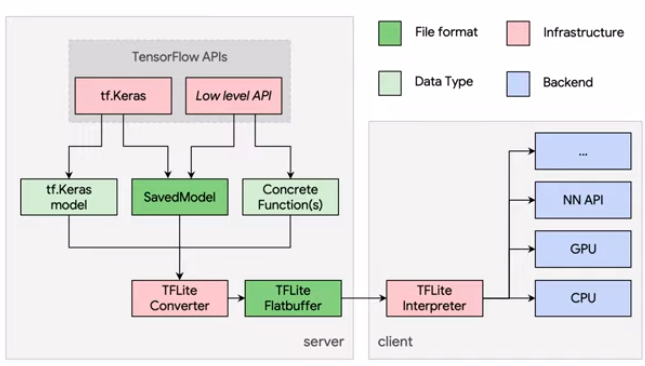 TensorFlow APIs
tf.Keras
Low level API
tf.Keras
model
SavedModel
Concrete
Function(s)
TFLite
Converter
TFLite
Flatbuffer
server
File format
Infrastructure
Data Type
Backend
...
NN API
GPU
CPU
TFLite
Interpreter
client